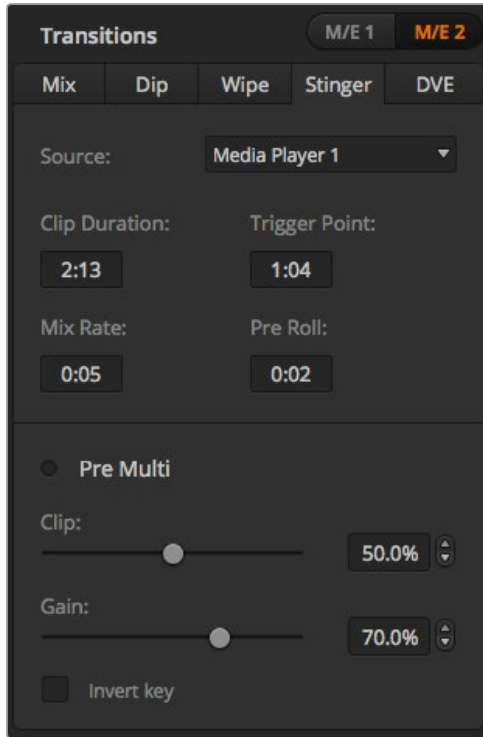 Transitions M/E 1 M/E 2
Mix Dip Wipe Stinger DVE
Source: Media Player 1
Clip Duration: Trigger Point:
2:13 1:04
Mix Rate: Pre Roll:
0:05 0:02
Pre Multi
Clip:
50.0%
Gain:
70.0%
Invert key